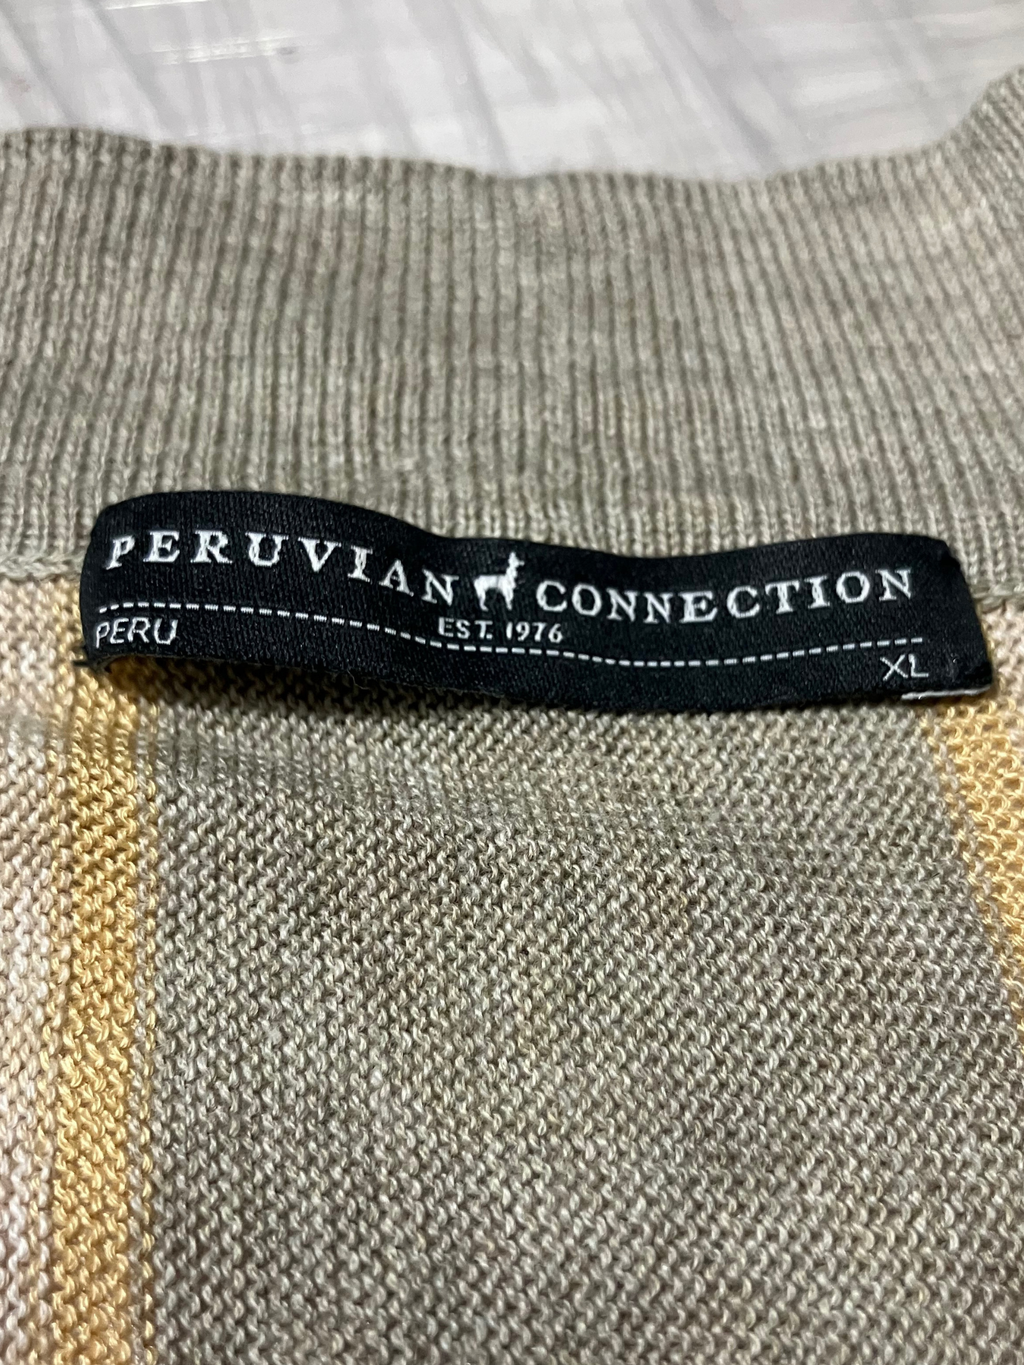 PERUVIAN CONNECTION
EST. 1976
PERU
XL